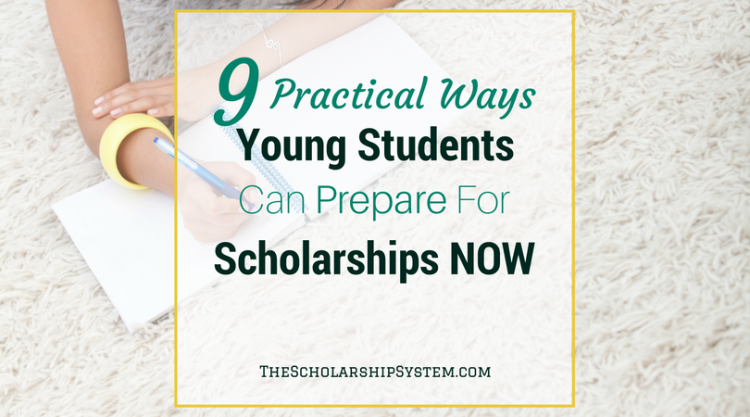 9 Practical Ways
Young Students
Can Prepare For
Scholarships NOW
TheScholarshipSystem.com